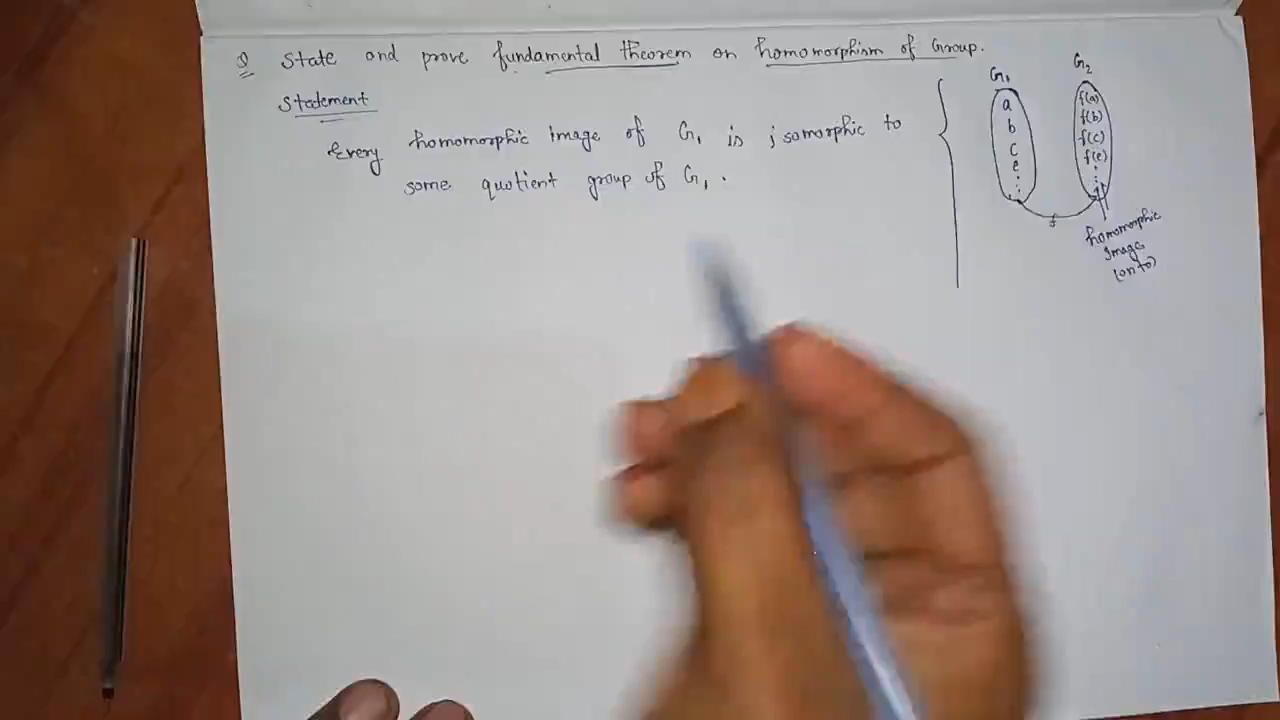 Q State and prove fundamental theorem on homomorphism of Group.
Statement
Every homomorphic image of G₁ is isomorphic to
some quotient group of G₁.
G₁ G₂
a f(a)
b f(b)
c f(c)
e f(e)
f
homomorphic
image
(onto)